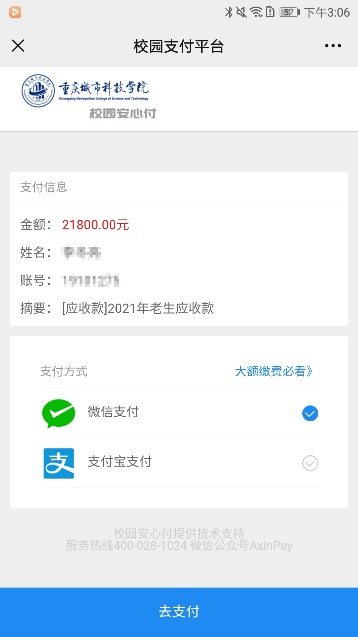 52 下午3:06
校园支付平台
重庆城市科技学院
Chongqing Metropolitan College of Science and Technology
校园安心付
支付信息
金额： 21800.00元
姓名：
账号：
摘要： [应收款]2021年老生应收款
支付方式 大额缴费必看》
微信支付
支付宝支付
校园安心付提供技术支持
服务热线400-028-1024 微信公众号AxinPay
去支付